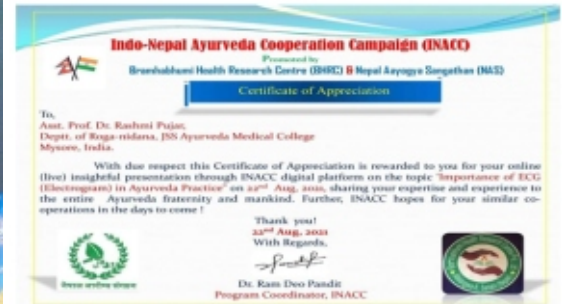 Indo-Nepal Ayurveda Cooperation Campaign (INACC)
Promoted by
Bramhabhumi Health Research Centre (BHRC) & Nepal Aayogya Sangathan (NAS)
Certificate of Appreciation
To,
Asst. Prof. Dr. Rashmi Pujar,
Deptt. of Roga-nidana, JSS Ayurveda Medical College
Mysore, India.
With due respect this Certificate of Appreciation is rewarded to you for your online
(live) insightful presentation through INACC digital platform on the topic "Importance of ECG
(Electrogram) in Ayurveda Practice" on 22nd Aug, 2021, sharing your expertise and experience to
the entire Ayurveda fraternity and mankind. Further, INACC hopes for your similar co-
operations in the days to come !
Thank you!
22nd Aug, 2021
With Regards,
Dr. Ram Deo Pandit
Program Coordinator, INACC
नेपाल आरोग्य संगठन